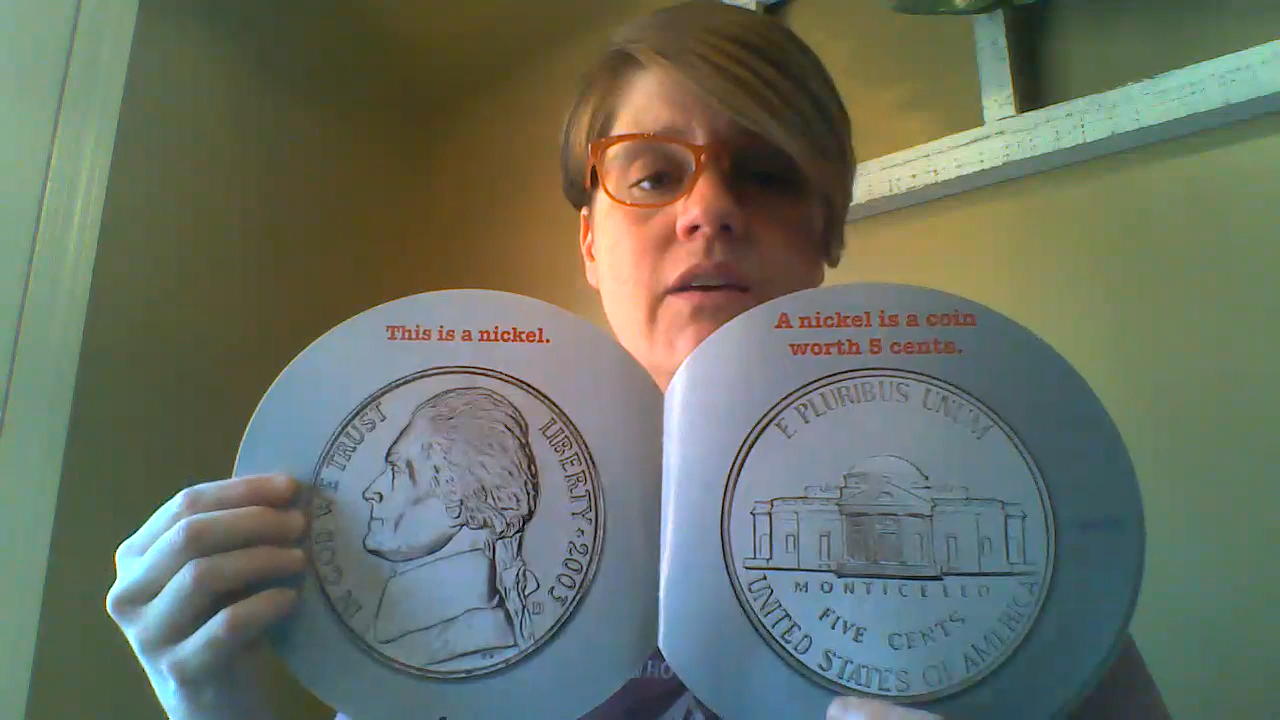 This is a nickel.
IN GOD WE TRUST
LIBERTY · 2003
D
A nickel is a coin
worth 5 cents.
E PLURIBUS UNUM
MONTICELLO
FIVE CENTS
UNITED STATES OF AMERICA